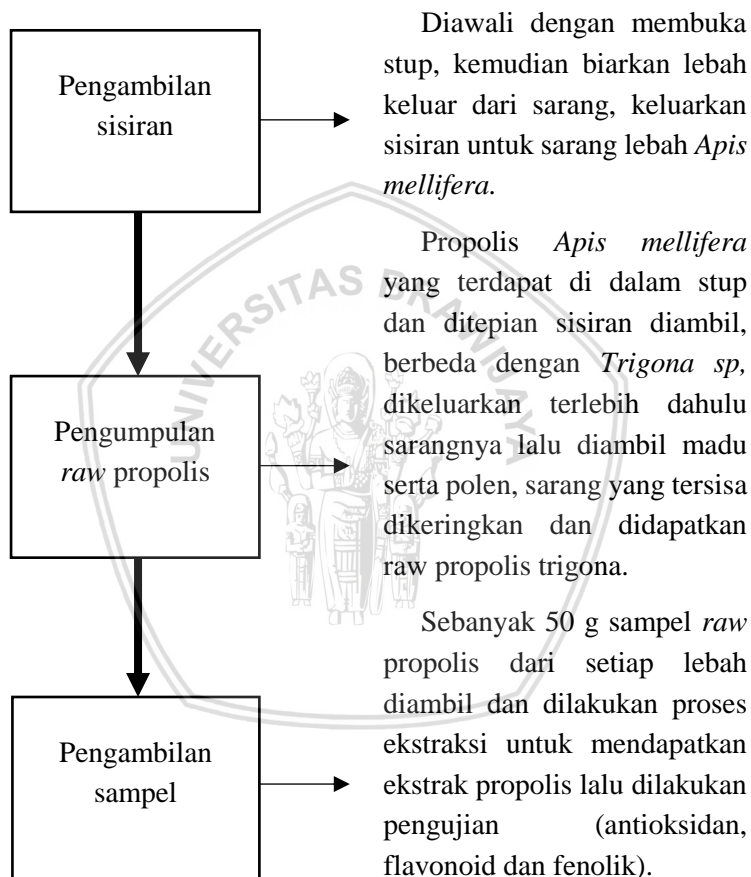 Pengambilan
sisiran
Diawali dengan membuka
stup, kemudian biarkan lebah
keluar dari sarang, keluarkan
sisiran untuk sarang lebah Apis
mellifera.
Pengumpulan
raw propolis
Propolis Apis mellifera
yang terdapat di dalam stup
dan ditepian sisiran diambil,
berbeda dengan Trigona sp,
dikeluarkan terlebih dahulu
sarangnya lalu diambil madu
serta polen, sarang yang tersisa
dikeringkan dan didapatkan
raw propolis trigona.
Pengambilan
sampel
Sebanyak 50 g sampel raw
propolis dari setiap lebah
diambil dan dilakukan proses
ekstraksi untuk mendapatkan
ekstrak propolis lalu dilakukan
pengujian (antioksidan,
flavonoid dan fenolik).
UNIVERSITAS BRAWIJAYA